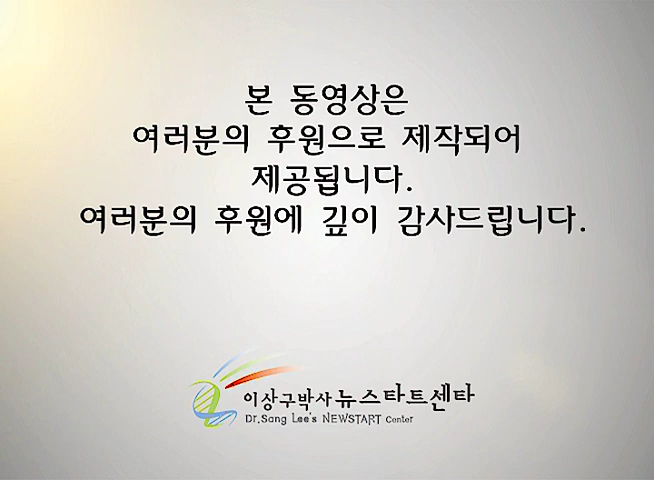 본 동영상은
여러분의 후원으로 제작되어
제공됩니다.
여러분의 후원에 깊이 감사드립니다.
이상구박사 뉴스타트센타
Dr.Sang Lee's NEWSTART Center